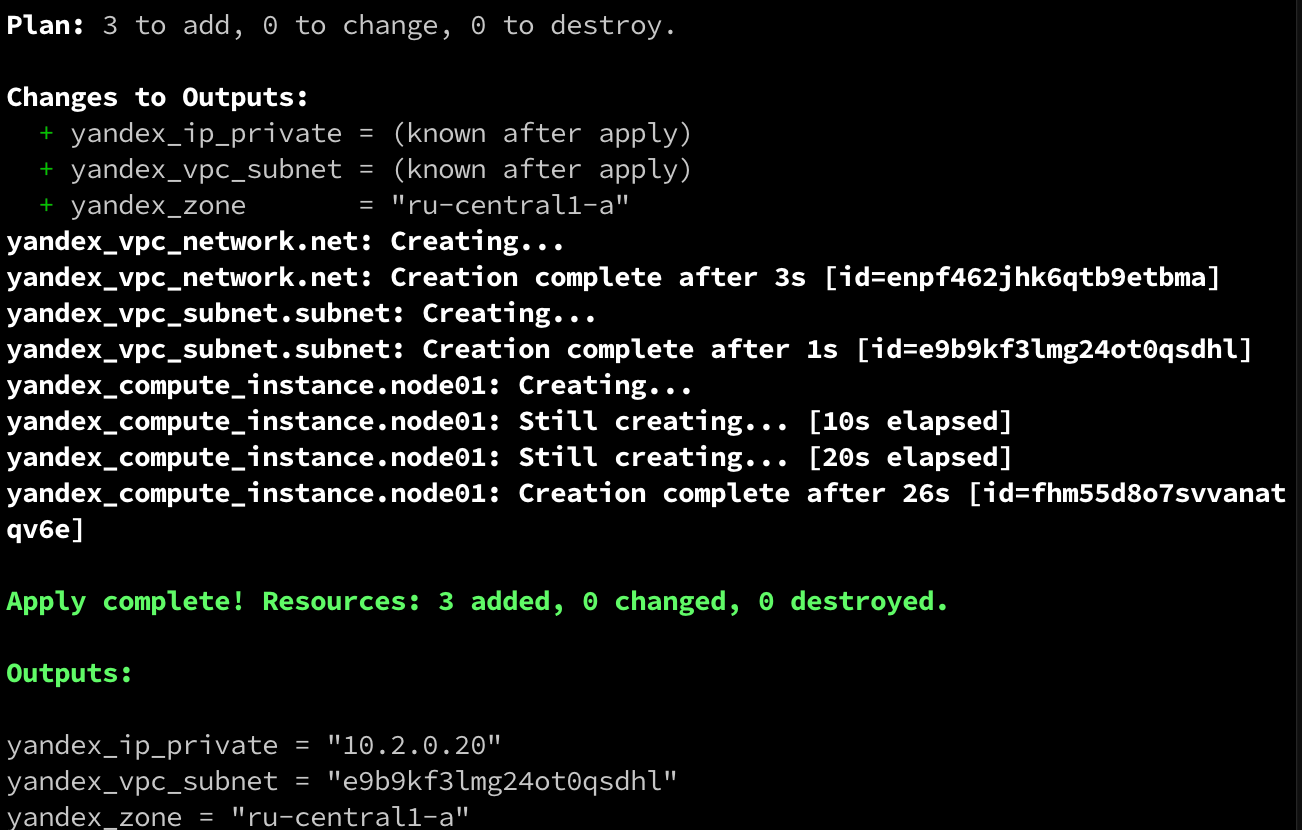 Plan: 3 to add, 0 to change, 0 to destroy.
Changes to Outputs:
  + yandex_ip_private = (known after apply)
  + yandex_vpc_subnet = (known after apply)
  + yandex_zone       = "ru-central1-a"
yandex_vpc_network.net: Creating...
yandex_vpc_network.net: Creation complete after 3s [id=enpf462jhk6qtb9etbma]
yandex_vpc_subnet.subnet: Creating...
yandex_vpc_subnet.subnet: Creation complete after 1s [id=e9b9kf3lmg24ot0qsdhl]
yandex_compute_instance.node01: Creating...
yandex_compute_instance.node01: Still creating... [10s elapsed]
yandex_compute_instance.node01: Still creating... [20s elapsed]
yandex_compute_instance.node01: Creation complete after 26s [id=fhm55d8o7svvanat
qv6e]
Apply complete! Resources: 3 added, 0 changed, 0 destroyed.
Outputs:
yandex_ip_private = "10.2.0.20"
yandex_vpc_subnet = "e9b9kf3lmg24ot0qsdhl"
yandex_zone = "ru-central1-a"